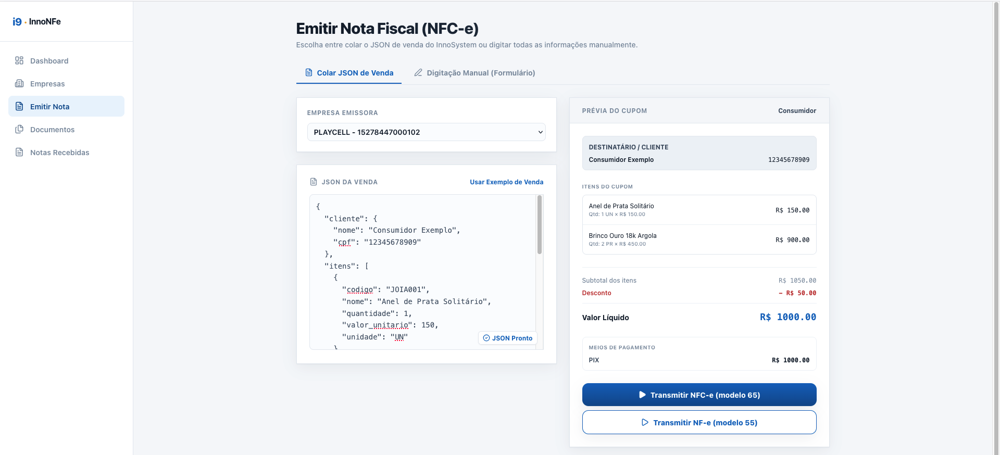 i9 · InnoNFe
Dashboard
Empresas
Emitir Nota
Documentos
Notas Recebidas
Emitir Nota Fiscal (NFC-e)
Escolha entre colar o JSON de venda do InnoSystem ou digitar todas as informações manualmente.
Colar JSON de Venda
Digitação Manual (Formulário)
EMPRESA EMISSORA
PLAYCELL - 15278447000102
JSON DA VENDA
Usar Exemplo de Venda
{
"cliente": {
"nome": "Consumidor Exemplo",
"cpf": "12345678909"
},
"itens": [
{
"codigo": "JOIA001",
"nome": "Anel de Prata Solitário",
"quantidade": 1,
"valor_unitario": 150,
"unidade": "UN"
}
JSON Pronto
PRÉVIA DO CUPOM
Consumidor
DESTINATÁRIO / CLIENTE
Consumidor Exemplo 12345678909
ITENS DO CUPOM
Anel de Prata Solitário
Qtd: 1 UN × R$ 150.00
R$ 150.00
Brinco Ouro 18k Argola
Qtd: 2 PR × R$ 450.00
R$ 900.00
Subtotal dos itens R$ 1050.00
Desconto − R$ 50.00
Valor Líquido R$ 1000.00
MEIOS DE PAGAMENTO
PIX R$ 1000.00
Transmitir NFC-e (modelo 65)
Transmitir NF-e (modelo 55)